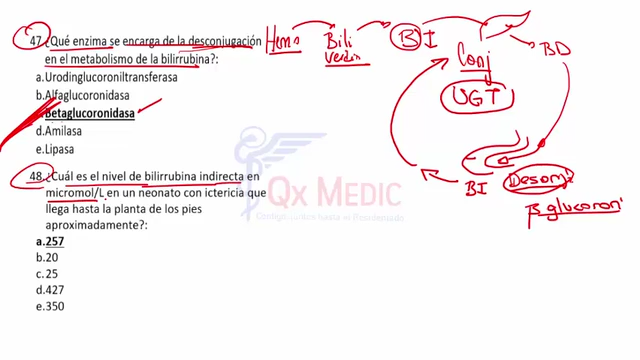 47. ¿Qué enzima se encarga de la desconjugación
en el metabolismo de la bilirrubina?:
a. Urodinglucoroniltransferasa
b. Alfaglucoronidasa
Betaglucoronidasa
d. Amilasa
e. Lipasa
48. ¿Cuál es el nivel de bilirrubina indirecta en
micromol/L en un neonato con ictericia que
llega hasta la planta de los pies
aproximadamente?:
a. 257
b. 20
c. 25
d. 427
e. 350
Hemo
Bili
verdin
BI
BD
Conj
UGT
BI
Desconj
β glucoroni
Qx MEDIC